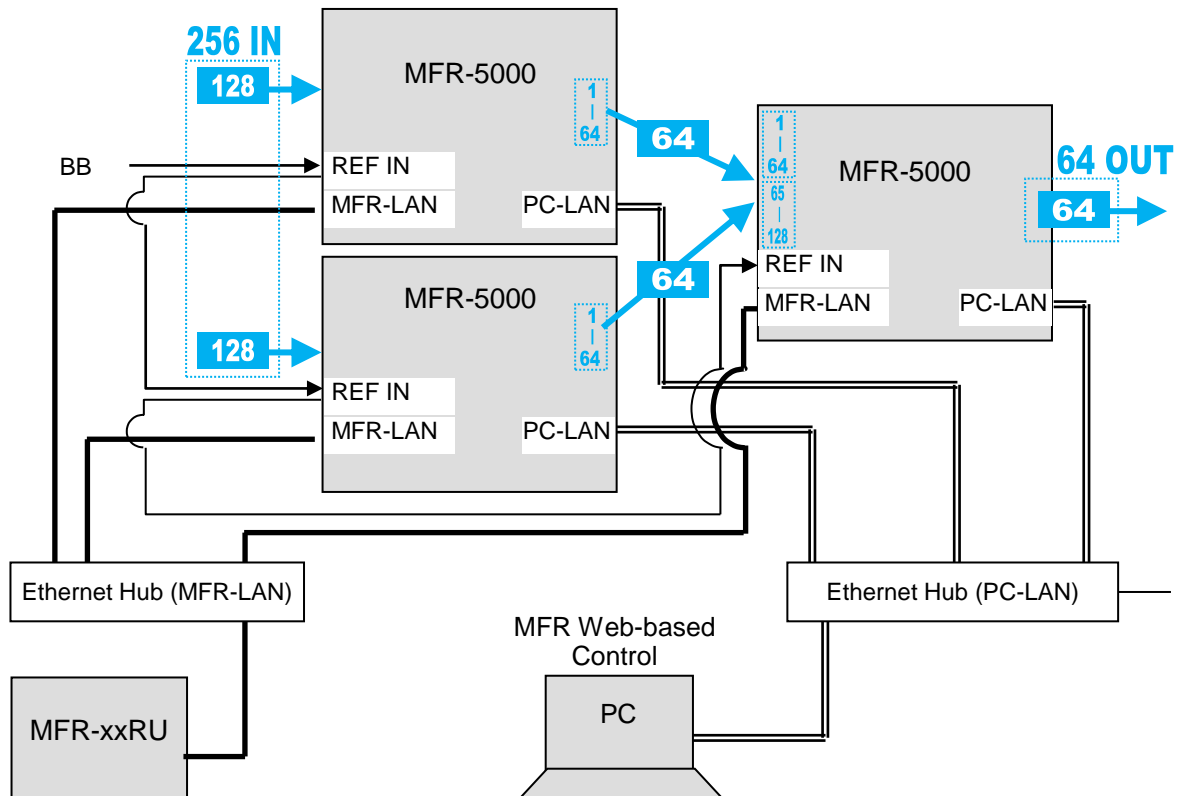 256 IN
128
MFR-5000
1
|
64
BB
REF IN
MFR-LAN
PC-LAN
64
MFR-5000
1
|
64
128
REF IN
MFR-LAN
PC-LAN
64
1
|
64
65
|
128
MFR-5000
64 OUT
64
REF IN
MFR-LAN
PC-LAN
Ethernet Hub (MFR-LAN)
Ethernet Hub (PC-LAN)
MFR Web-based
Control
MFR-xxRU
PC